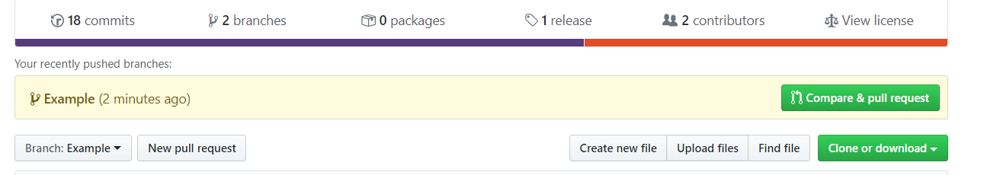 18 commits 2 branches 0 packages 1 release 2 contributors View license
Your recently pushed branches:
Example (2 minutes ago) Compare & pull request
Branch: Example New pull request Create new file Upload files Find file Clone or download